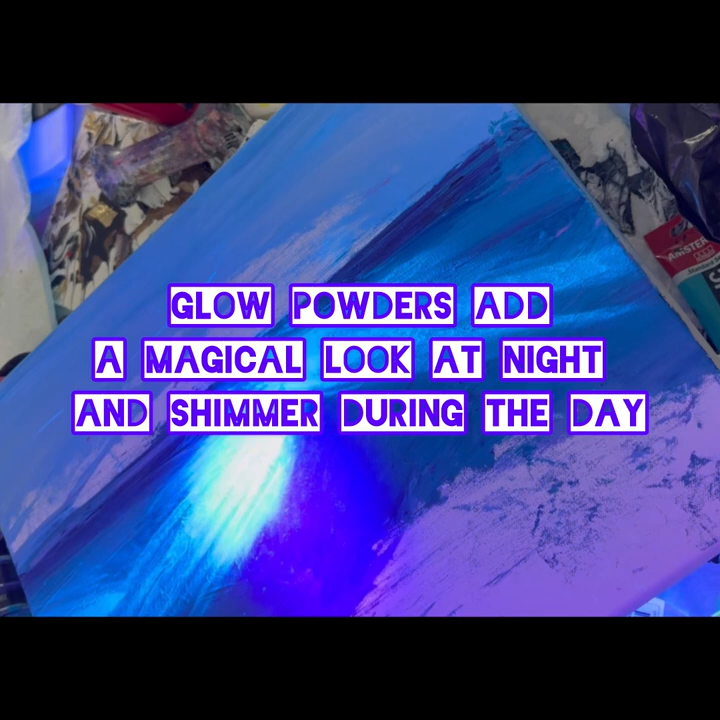 GLOW POWDERS ADD
A MAGICAL LOOK AT NIGHT
AND SHIMMER DURING THE DAY